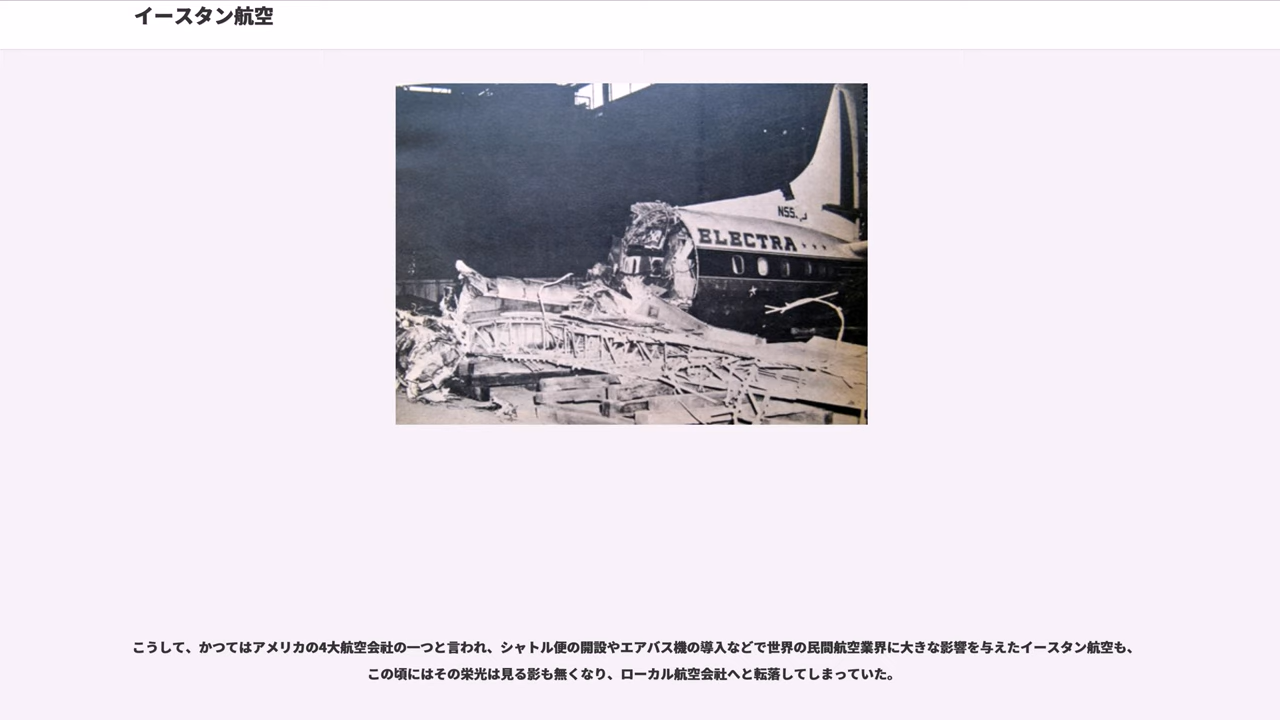 イースタン航空
N55
ELECTRA
こうして、かつてはアメリカの4大航空会社の一つと言われ、シャトル便の開設やエアバス機の導入などで世界の民間航空業界に大きな影響を与えたイースタン航空も、
この頃にはその栄光は見る影も無くなり、ローカル航空会社へと転落してしまっていた。